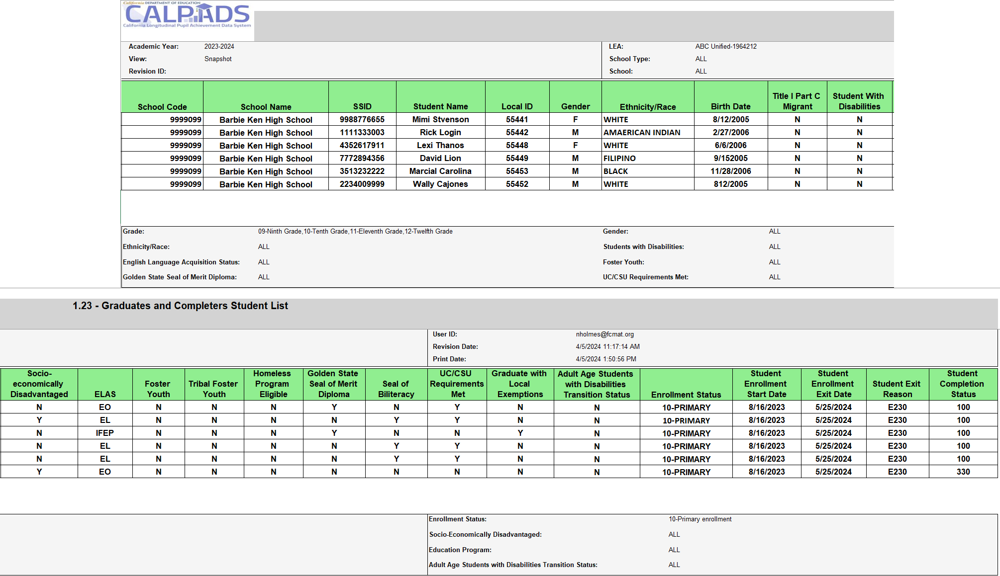 California DEPARTMENT OF EDUCATION
CALPADS
California Longitudinal Pupil Achievement Data System
Academic Year: 2023-2024 LEA: ABC Unified-1964212
View: Snapshot School Type: ALL
Revision ID: School: ALL
School Code School Name SSID Student Name Local ID Gender Ethnicity/Race Birth Date Title I Part C Migrant Student With Disabilities
9999099 Barbie Ken High School 9988776655 Mimi Stvenson 55441 F WHITE 8/12/2005 N N
9999099 Barbie Ken High School 1111333003 Rick Login 55442 M AMAERICAN INDIAN 2/27/2006 N N
9999099 Barbie Ken High School 4352617911 Lexi Thanos 55448 F WHITE 6/6/2006 N N
9999099 Barbie Ken High School 7772894356 David Lion 55449 M FILIPINO 9/152005 N N
9999099 Barbie Ken High School 3513232222 Marcial Carolina 55453 M BLACK 11/28/2006 N N
9999099 Barbie Ken High School 2234009999 Wally Cajones 55452 M WHITE 812/2005 N N
Grade: 09-Ninth Grade,10-Tenth Grade,11-Eleventh Grade,12-Twelfth Grade Gender: ALL
Ethnicity/Race: ALL Students with Disabilities: ALL
English Language Acquisition Status: ALL Foster Youth: ALL
Golden State Seal of Merit Diploma: ALL UC/CSU Requirements Met: ALL
1.23 - Graduates and Completers Student List
User ID: nholmes@fcmat.org
Revision Date: 4/5/2024 11:17:14 AM
Print Date: 4/5/2024 1:50:56 PM
Socio-economically Disadvantaged ELAS Foster Youth Tribal Foster Youth Homeless Program Eligible Golden State Seal of Merit Diploma Seal of Biliteracy UC/CSU Requirements Met Graduate with Local Exemptions Adult Age Students with Disabilities Transition Status Enrollment Status Student Enrollment Start Date Student Enrollment Exit Date Student Exit Reason Student Completion Status
N EO N N N Y N Y N N 10-PRIMARY 8/16/2023 5/25/2024 E230 100
Y EL N N N N Y Y N N 10-PRIMARY 8/16/2023 5/25/2024 E230 100
N IFEP N N N Y N N Y N 10-PRIMARY 8/16/2023 5/25/2024 E230 100
N EL N N N N Y Y N N 10-PRIMARY 8/16/2023 5/25/2024 E230 100
N EL N N N N Y Y N N 10-PRIMARY 8/16/2023 5/25/2024 E230 100
Y EO N N N N N N N N 10-PRIMARY 8/16/2023 5/25/2024 E230 330
Enrollment Status: 10-Primary enrollment
Socio-Economically Disadvantaged: ALL
Education Program: ALL
Adult Age Students with Disabilities Transition Status: ALL